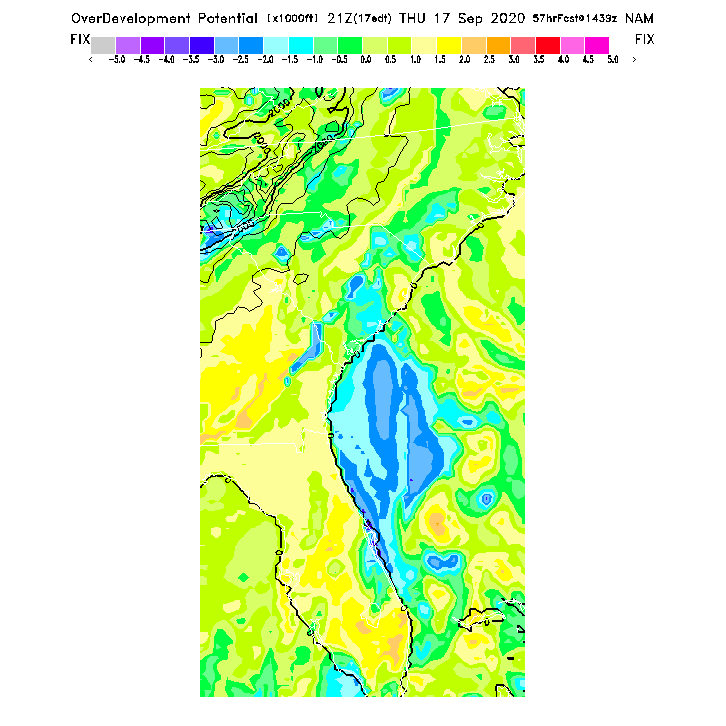 OverDevelopment Potential [x1000ft] 21Z(17edt) THU 17 Sep 2020 57hrFcst@1439z NAM
FIX FIX
< -5.0 -4.5 -4.0 -3.5 -3.0 -2.5 -2.0 -1.5 -1.0 -0.5 0.0 0.5 1.0 1.5 2.0 2.5 3.0 3.5 4.0 4.5 5.0 >
2000